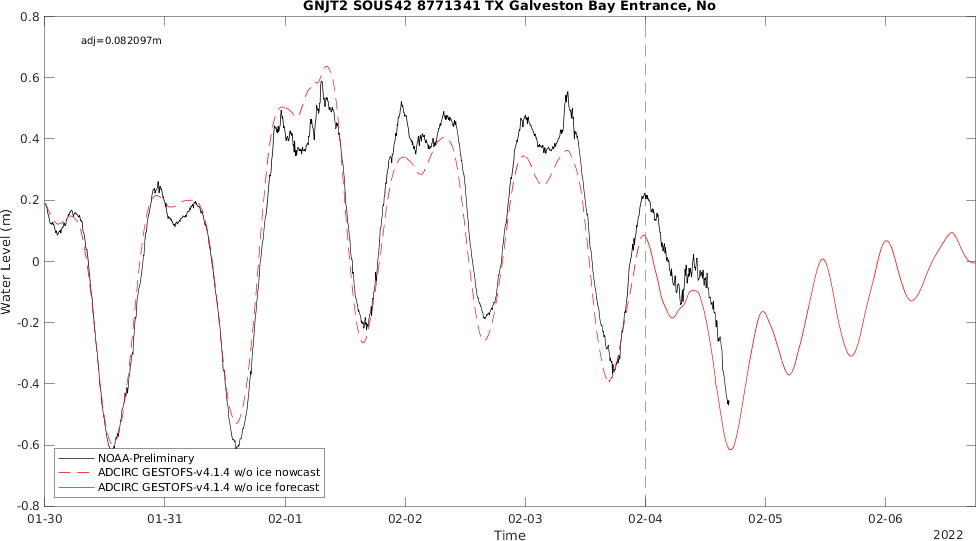 GNJT2 SOUS42 8771341 TX Galveston Bay Entrance, No
adj=0.082097m
0.8
0.6
0.4
0.2
0
-0.2
-0.4
-0.6
-0.8
Water Level (m)
NOAA-Preliminary
ADCIRC GESTOFS-v4.1.4 w/o ice nowcast
ADCIRC GESTOFS-v4.1.4 w/o ice forecast
01-30 01-31 02-01 02-02 02-03 02-04 02-05 02-06
Time
2022